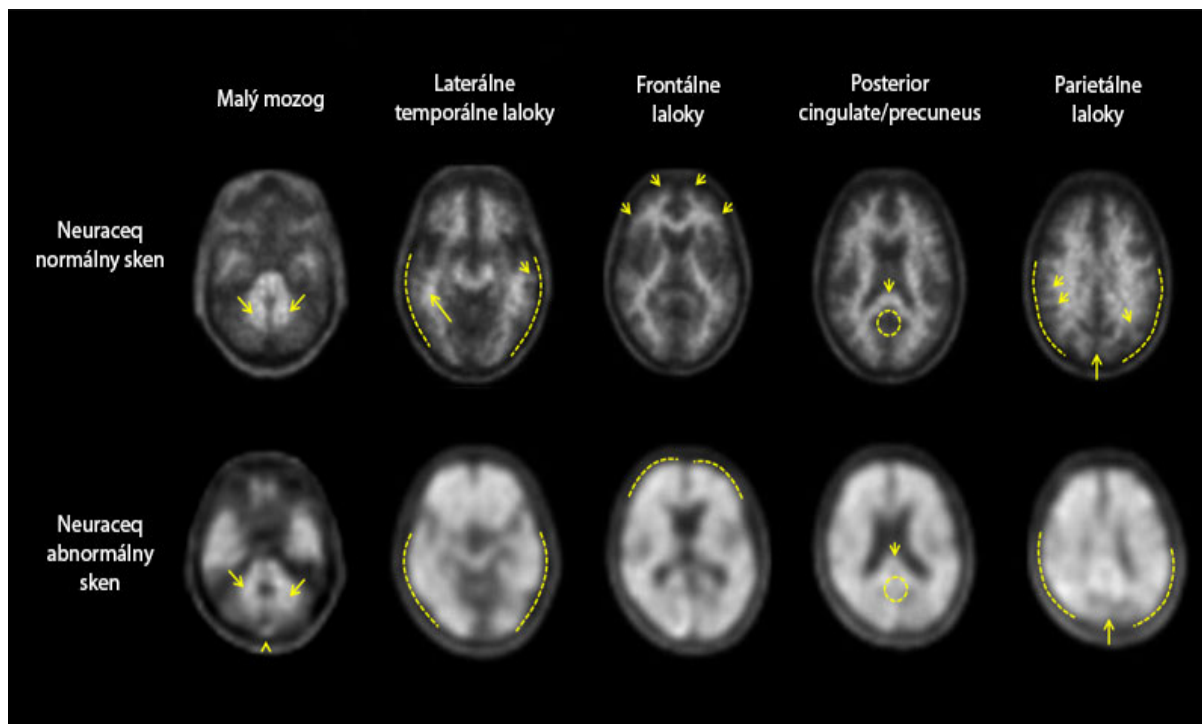 Malý mozog
Laterálne
temporálne laloky
Frontálne
laloky
Posterior
cingulate/precuneus
Parietálne
laloky
Neuraceq
normálny sken
Neuraceq
abnormálny
sken